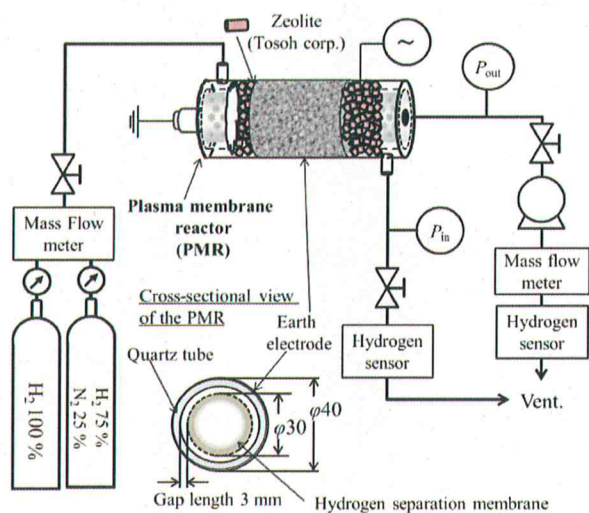 Zeolite
(Tosoh corp.)
~
P out
Mass Flow
meter
Plasma membrane
reactor
(PMR)
P in
Mass flow
meter
Cross-sectional view
of the PMR
Earth
electrode
Hydrogen
sensor
Hydrogen
sensor
Quartz tube
H2 100 %
H2 75 %
N2 25 %
φ30
φ40
Vent.
Gap length 3 mm
Hydrogen separation membrane